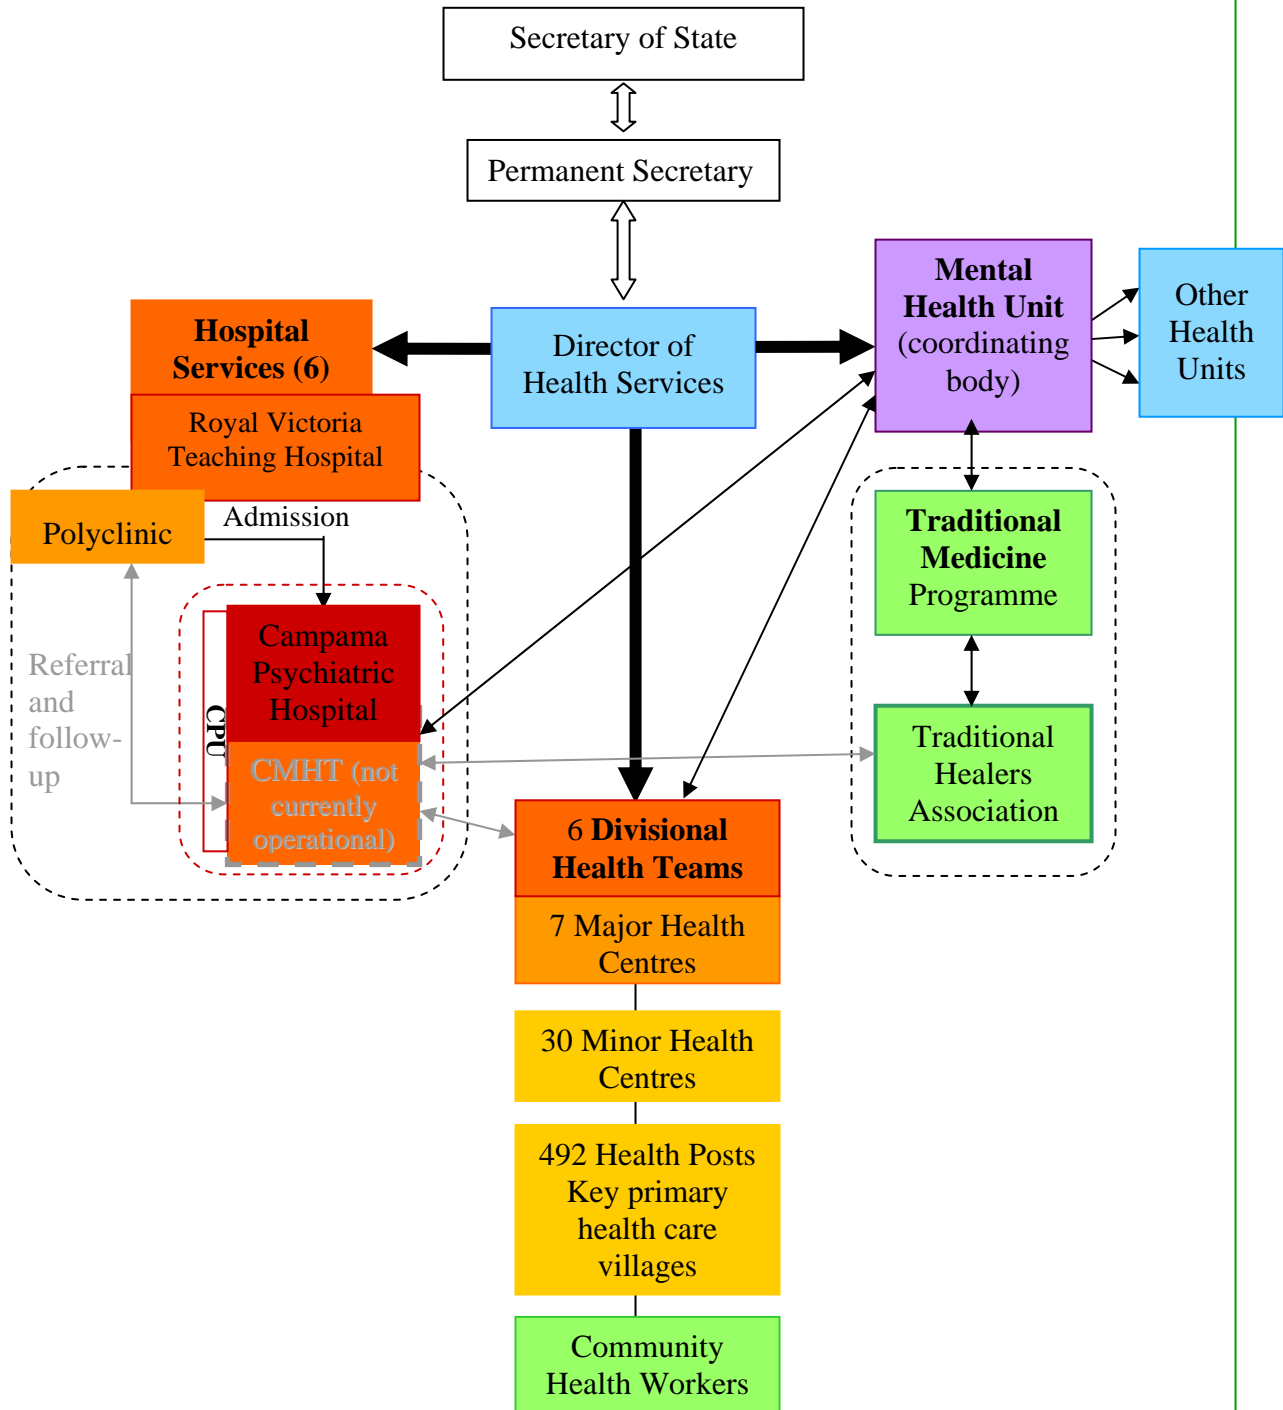 Secretary of State
Permanent Secretary
Mental
Health Unit
(coordinating
body)
Other
Health
Units
Hospital
Services (6)
Director of
Health Services
Royal Victoria
Teaching Hospital
Polyclinic
Admission
Traditional
Medicine
Programme
Referral
and
follow-
up
CPU
Campama
Psychiatric
Hospital
CMHT (not
currently
operational)
Traditional
Healers
Association
6 Divisional
Health Teams
7 Major Health
Centres
30 Minor Health
Centres
492 Health Posts
Key primary
health care
villages
Community
Health Workers